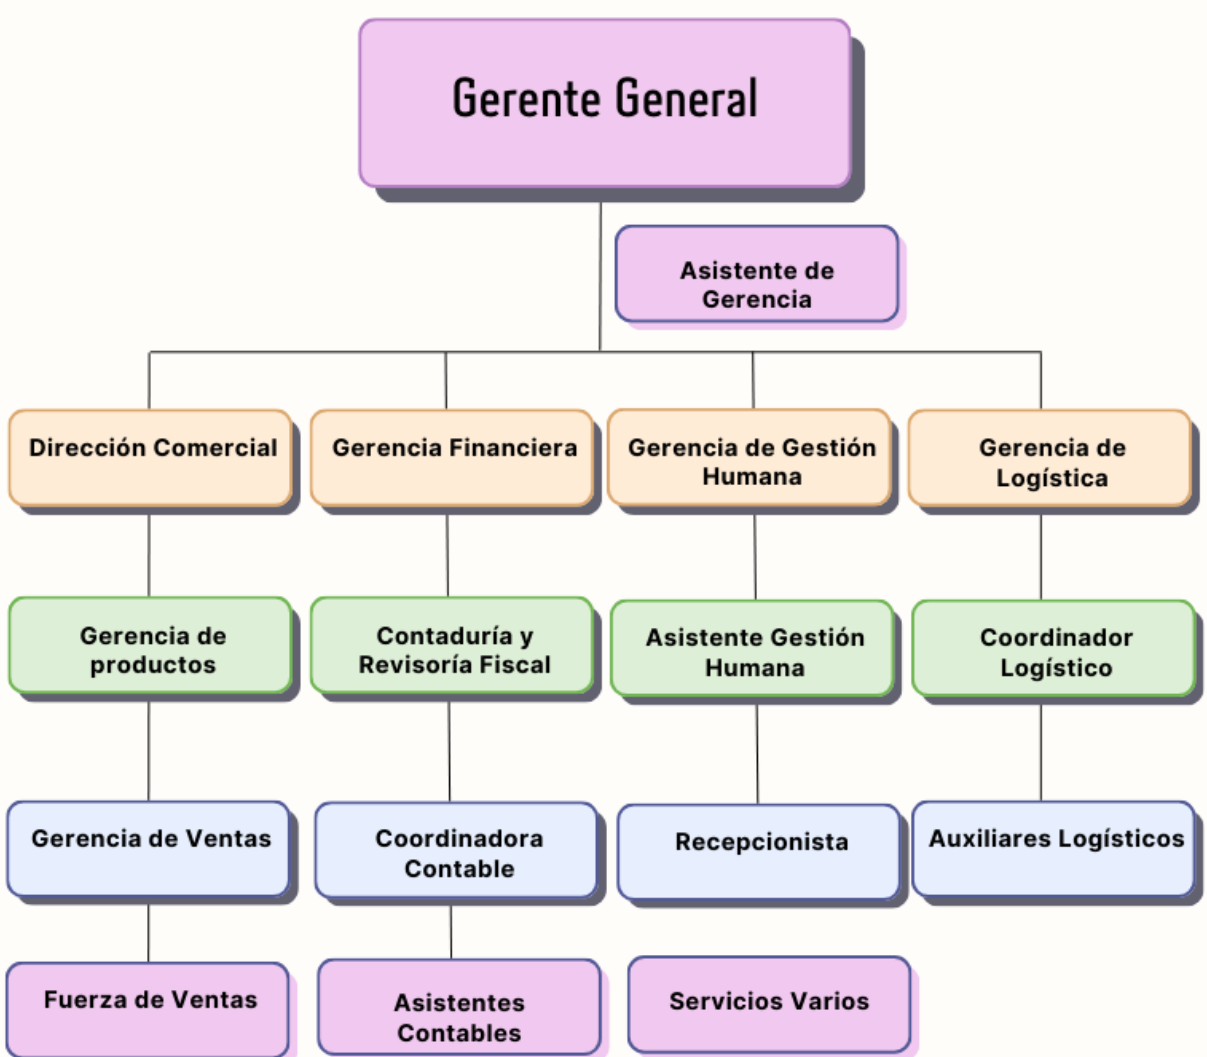 Gerente General
Asistente de
Gerencia
Dirección Comercial
Gerencia Financiera
Gerencia de Gestión
Humana
Gerencia de
Logística
Gerencia de
productos
Contaduría y
Revisoría Fiscal
Asistente Gestión
Humana
Coordinador
Logístico
Gerencia de Ventas
Coordinadora
Contable
Recepcionista
Auxiliares Logísticos
Fuerza de Ventas
Asistentes
Contables
Servicios Varios